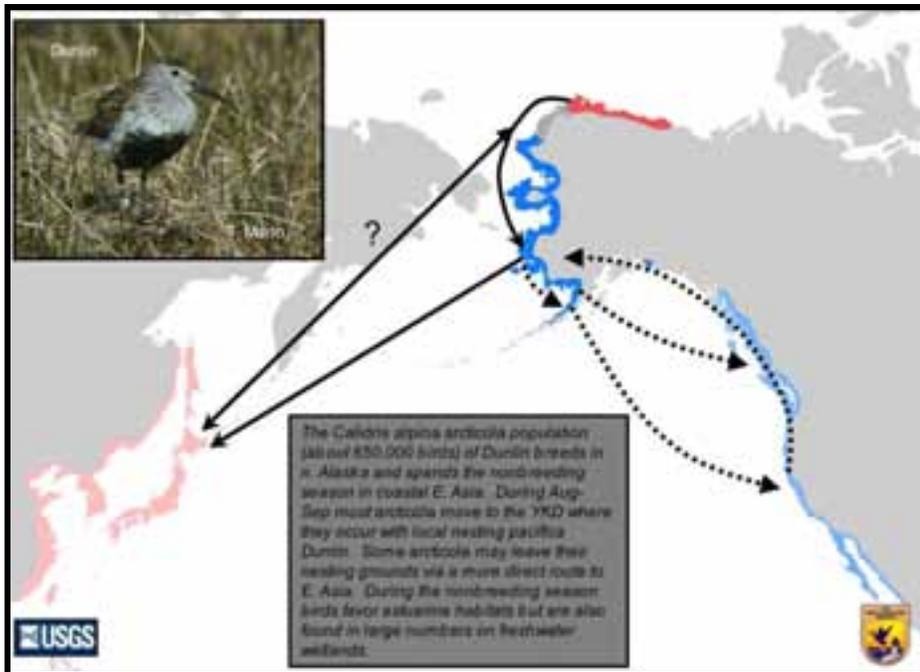 Dunlin
?
The Calidris alpina arcticola population
(about 650,000 birds) of Dunlin breeds in
n. Alaska and spends the nonbreeding
season in coastal E. Asia. During Aug-
Sep most arcticola move to the YKD where
they occur with local nesting pacifica
Dunlin. Some arcticola may leave their
nesting grounds via a more direct route to
E. Asia. During the nonbreeding season
birds favor estuarine habitats but are also
found in large numbers on freshwater
wetlands.
USGS